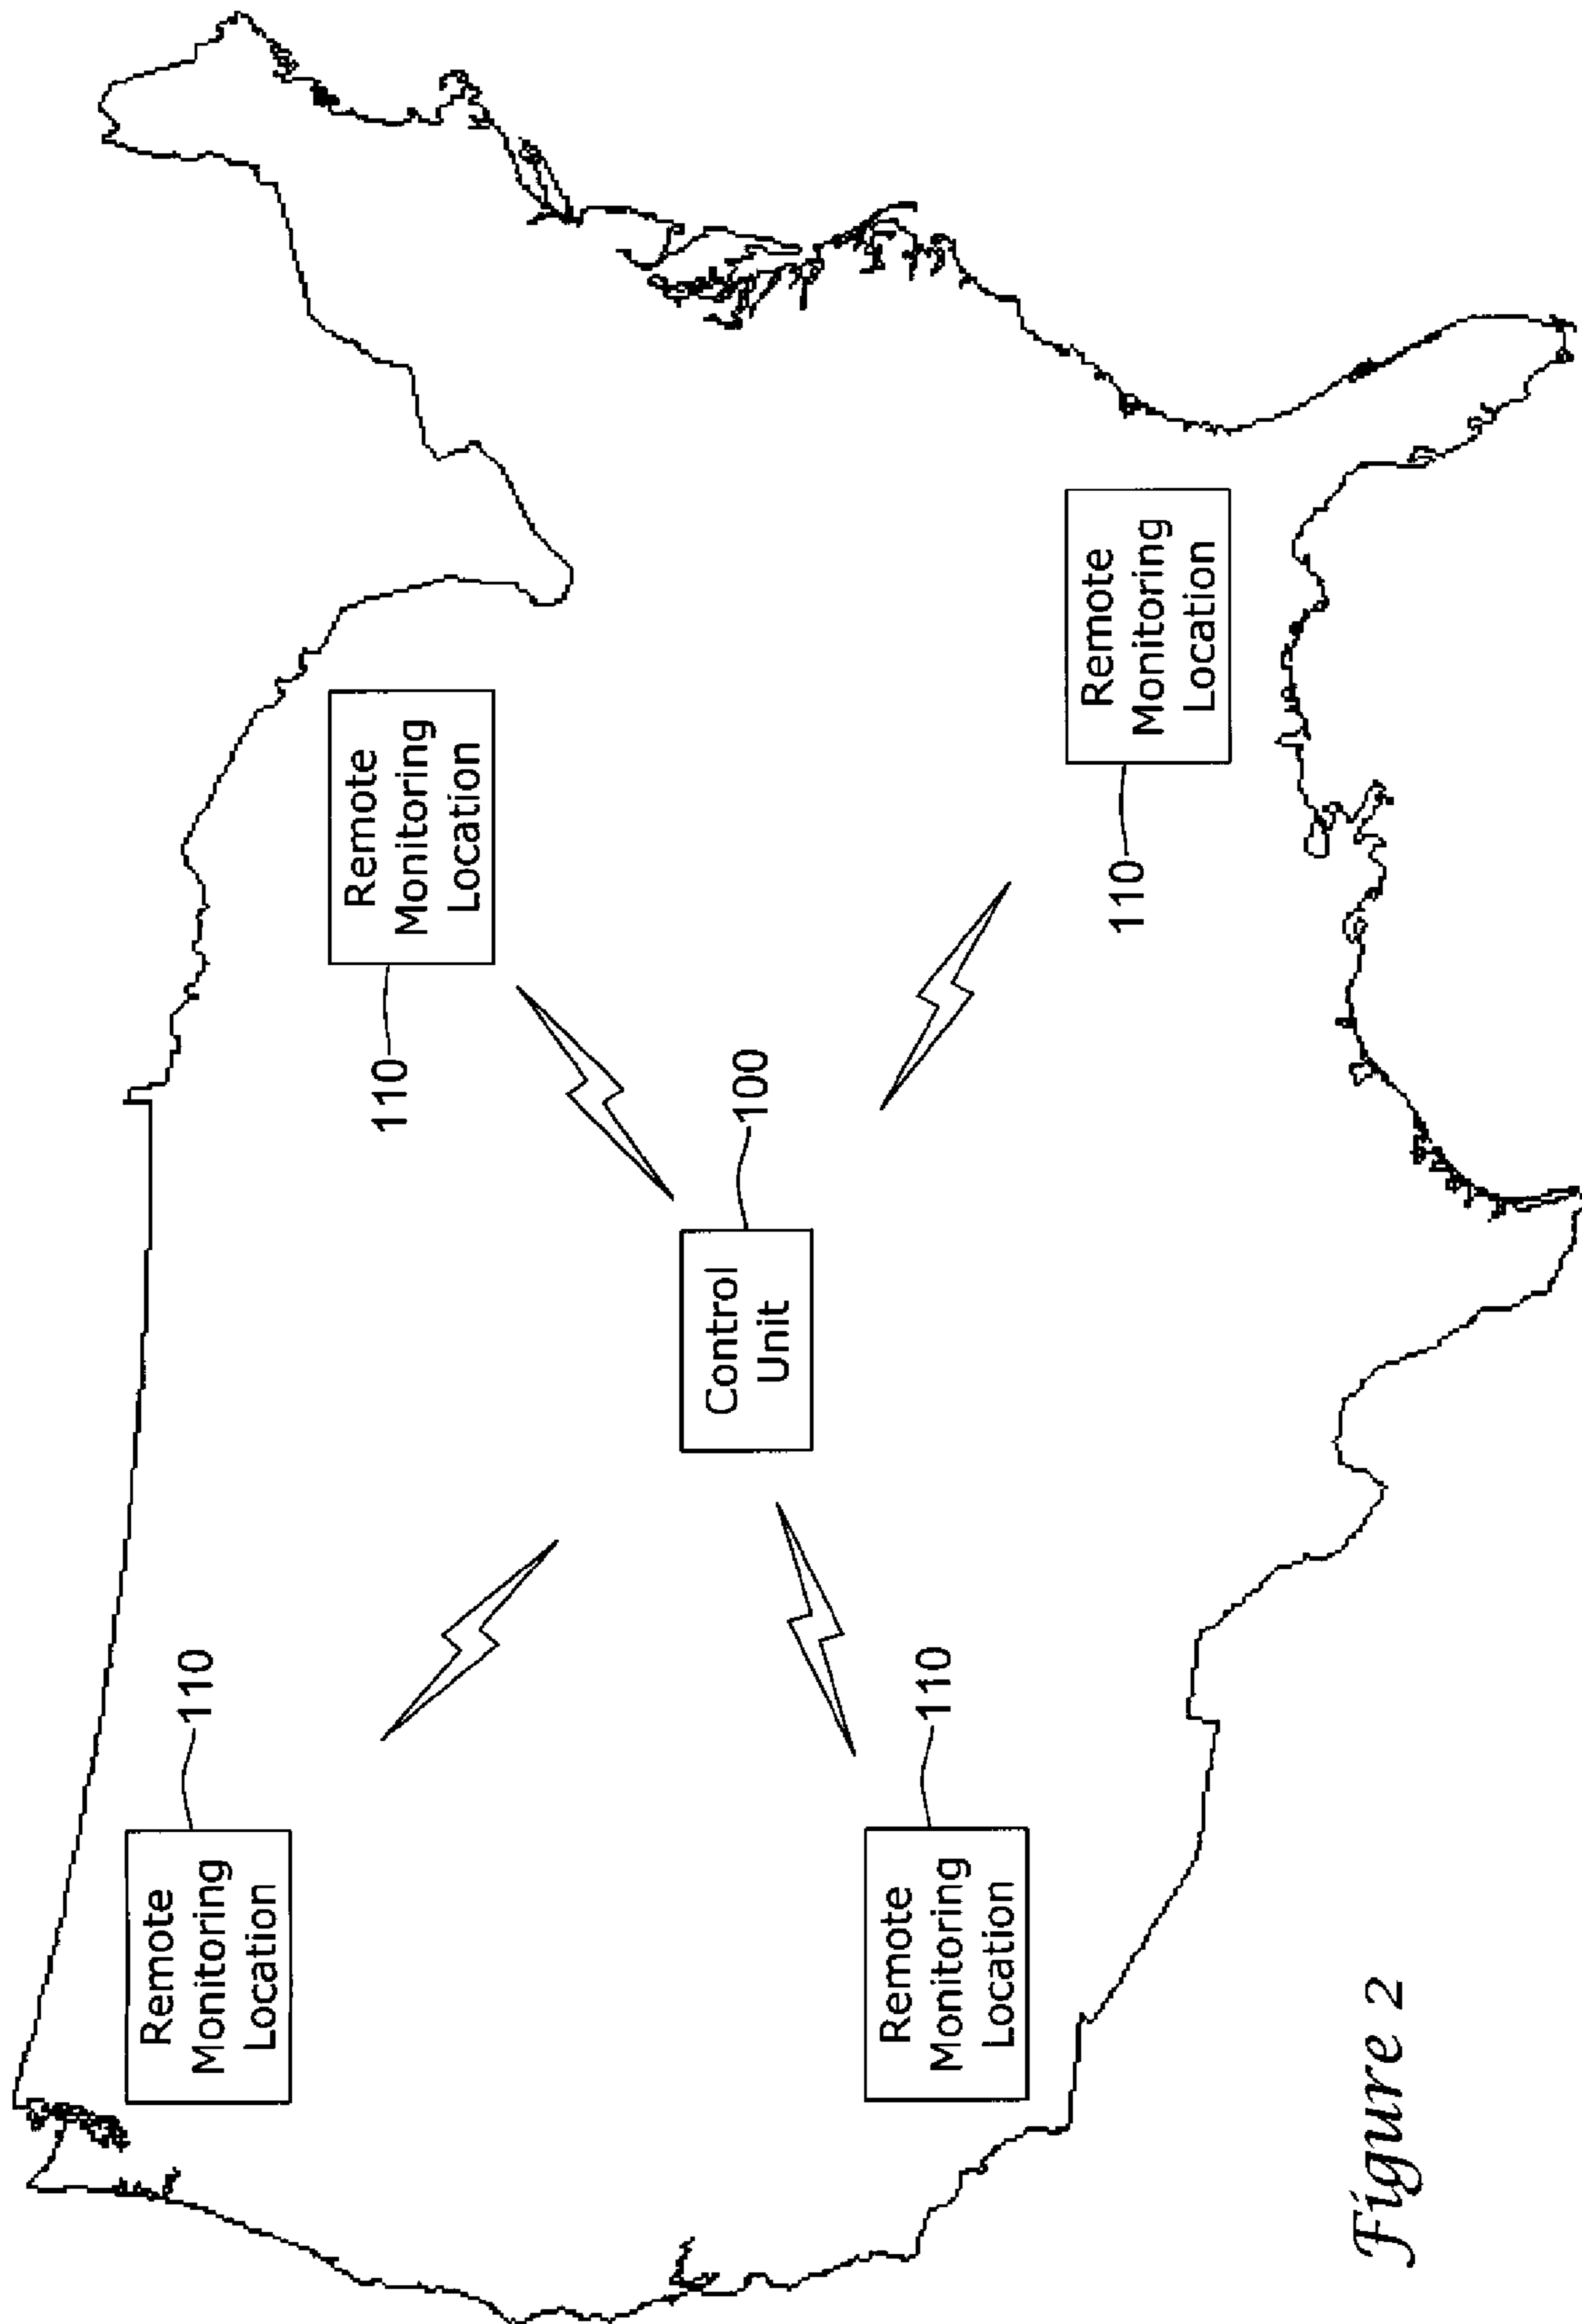 Remote
Monitoring
Location
110
Remote
Monitoring
Location
110
Control
Unit
100
Remote
Monitoring
Location
110
Remote
Monitoring
Location
110
Figure 2